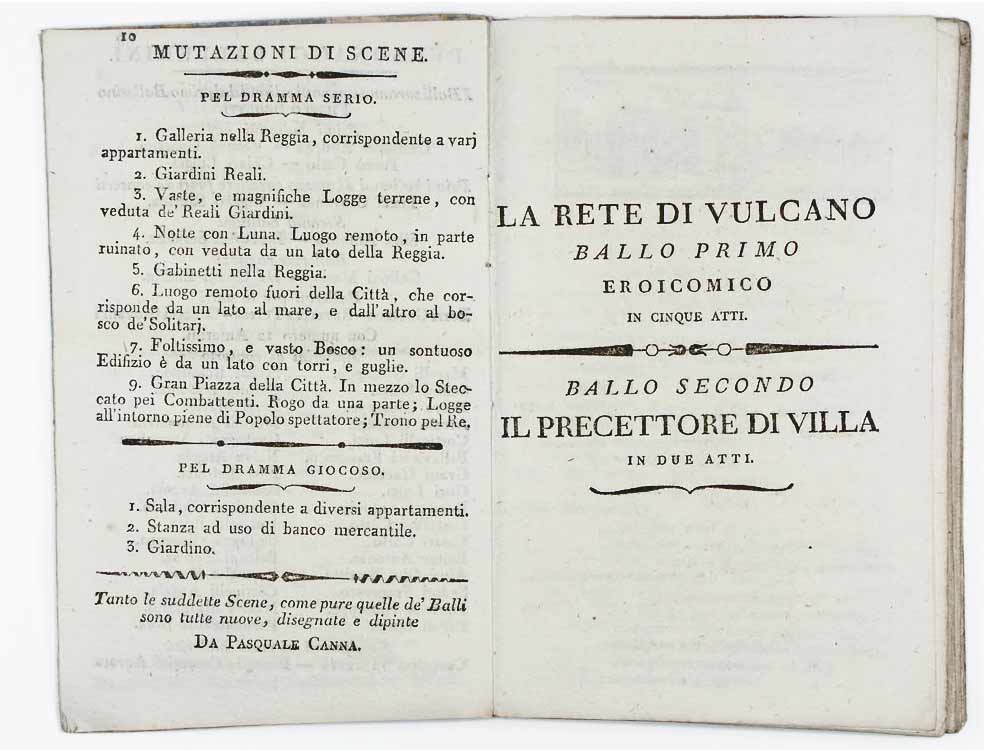 10
MUTAZIONI DI SCENE.
PEL DRAMMA SERIO.
1. Galleria nella Reggia, corrispondente a varj
appartamenti.
2. Giardini Reali.
3. Vaste, e magnifiche Logge terrene, con
veduta de' Reali Giardini.
4. Notte con Luna. Luogo remoto, in parte
ruinato, con veduta da un lato della Reggia.
5. Gabinetti nella Reggia.
6. Luogo remoto fuori della Città, che cor-
risponde da un lato al mare, e dall'altro al bo-
sco de'Solitarj.
7. Foltissimo, e vasto Bosco: un sontuoso
Edifizio è da un lato con torri, e guglie.
9. Gran Piazza della Città. In mezzo lo Stec-
cato pei Combattenti. Rogo da una parte; Logge
all'intorno piene di Popolo spettatore; Trono pel Re.
PEL DRAMMA GIOCOSO.
1. Sala, corrispondente a diversi appartamenti.
2. Stanza ad uso di banco mercantile.
3. Giardino.
Tanto le suddette Scene, come pure quelle de' Balli
sono tutte nuove, disegnate e dipinte
DA PASQUALE CANNA.
LA RETE DI VULCANO
BALLO PRIMO
EROICOMICO
IN CINQUE ATTI.
BALLO SECONDO
IL PRECETTORE DI VILLA
IN DUE ATTI.